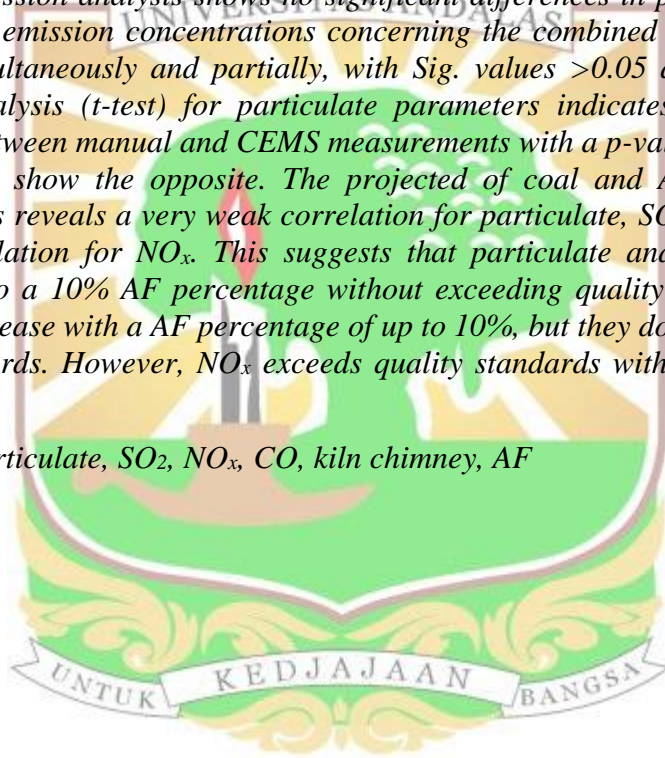 ssion analysis shows no significant differences in p
UNIVERSITAS ANDALAS
emission concentrations concerning the combined
ultaneously and partially, with Sig. values >0.05 a
alysis (t-test) for particulate parameters indicates
tween manual and CEMS measurements with a p-val
show the opposite. The projected of coal and A
s reveals a very weak correlation for particulate, SO
lation for NOx. This suggests that particulate and
o a 10% AF percentage without exceeding quality
ease with a AF percentage of up to 10%, but they do
rds. However, NOx exceeds quality standards with
rticulate, SO2, NOx, CO, kiln chimney, AF
UNTUK KEDJAJAAN BANGSA